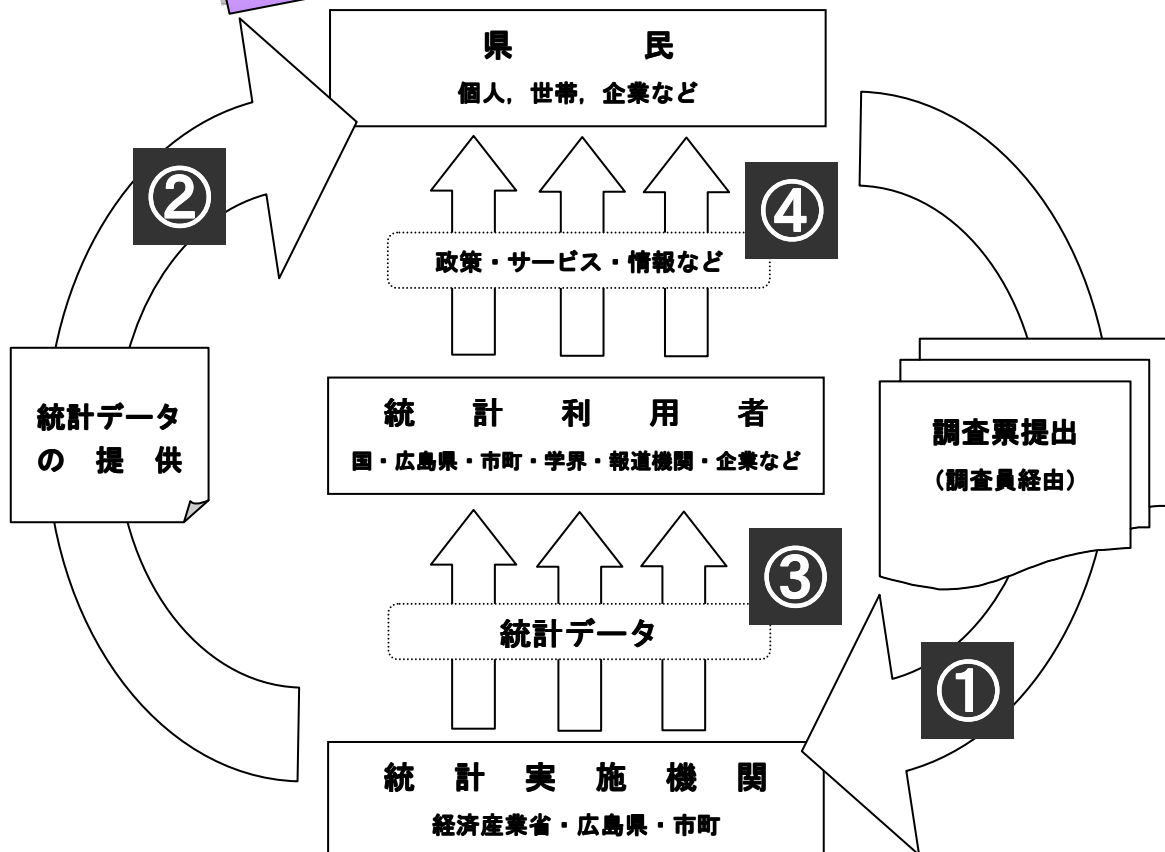 県 民
個人，世帯，企業など
②
④
政策・サービス・情報など
統計データ
の 提 供
統 計 利 用 者
国・広島県・市町・学界・報道機関・企業など
調査票提出
（調査員経由）
③
統計データ
①
統 計 実 施 機 関
経済産業省・広島県・市町